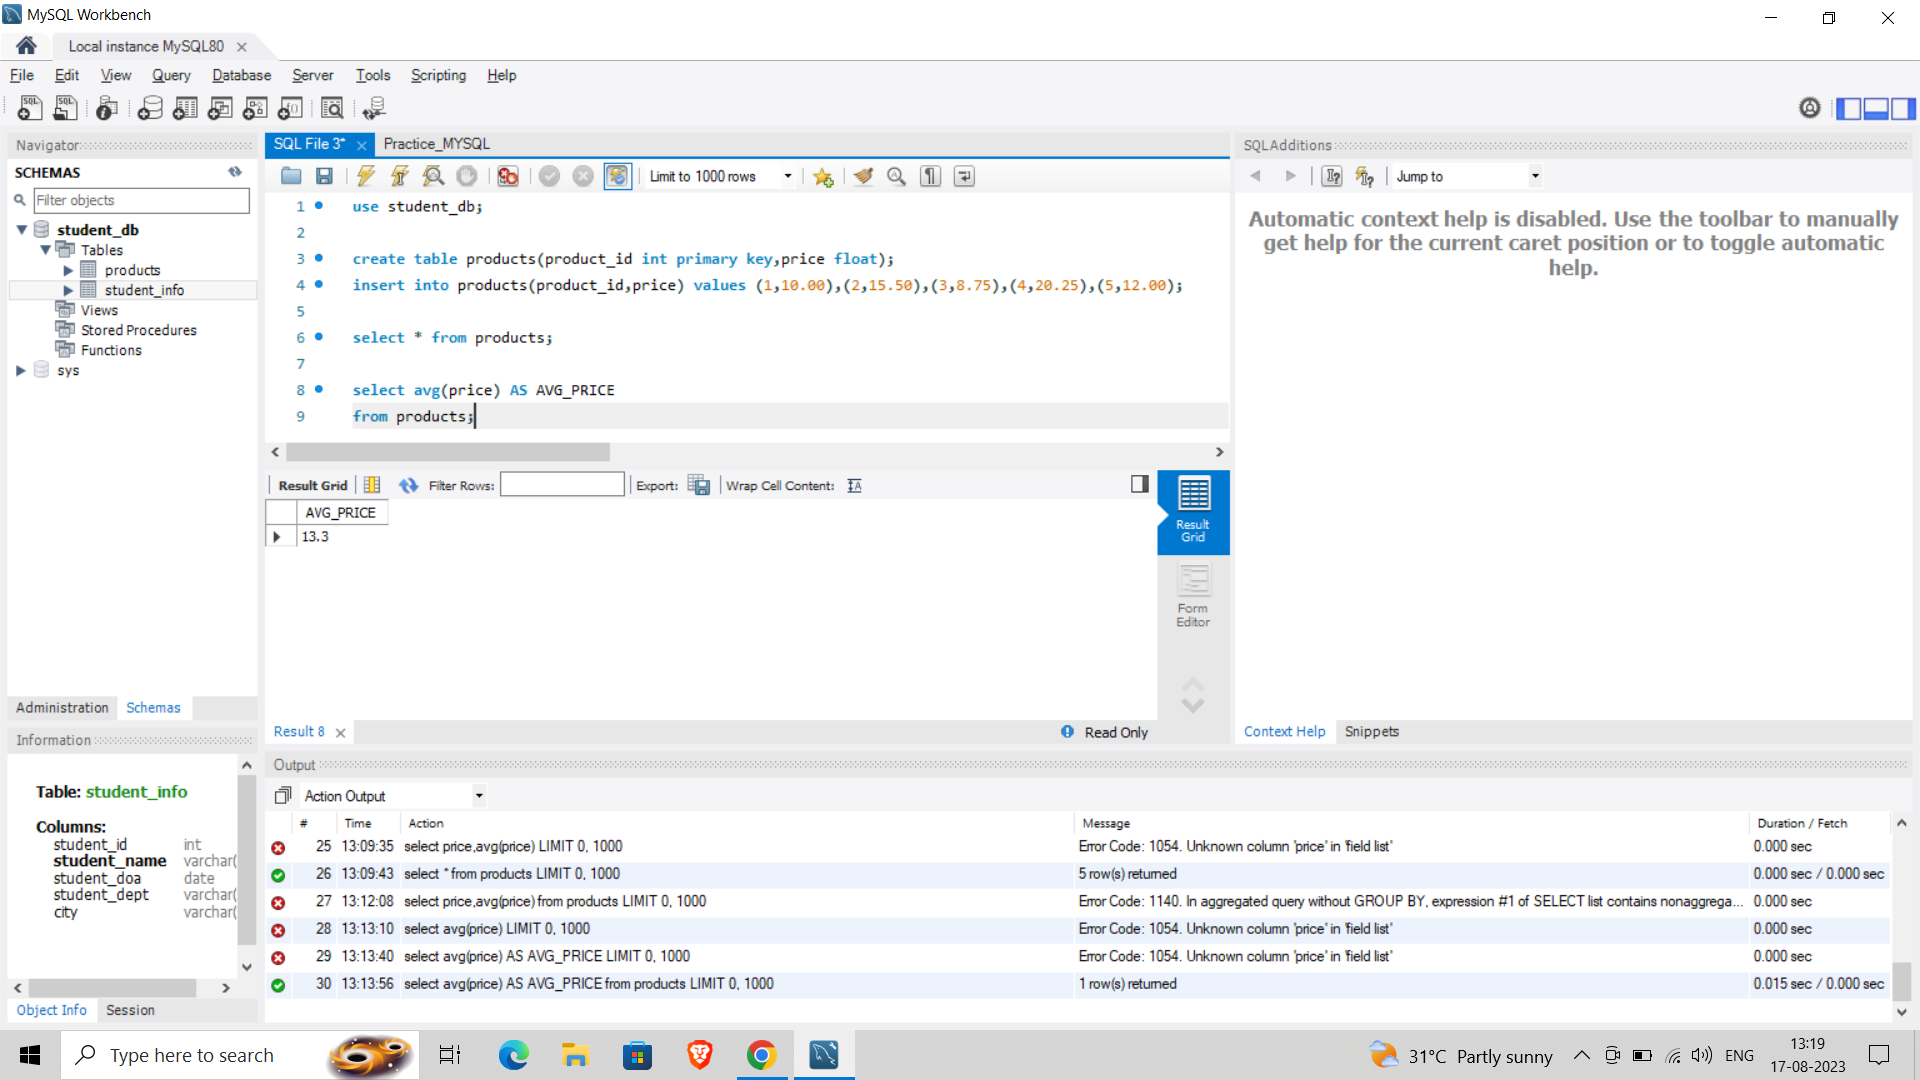 MySQL Workbench
Local instance MySQL80
File Edit View Query Database Server Tools Scripting Help
Navigator
SCHEMAS
Filter objects
student_db
Tables
products
student_info
Views
Stored Procedures
Functions
sys
Administration Schemas
Information
Table: student_info
Columns:
student_id int
student_name varchar(
student_doa date
student_dept varchar(
city varchar(
Object Info Session
SQL File 3* Practice_MYSQL
Limit to 1000 rows
1 use student_db;
2
3 create table products(product_id int primary key,price float);
4 insert into products(product_id,price) values (1,10.00),(2,15.50),(3,8.75),(4,20.25),(5,12.00);
5
6 select * from products;
7
8 select avg(price) AS AVG_PRICE
9 from products;
Result Grid Filter Rows: Export: Wrap Cell Content:
AVG_PRICE
13.3
Result Grid
Form Editor
Result 8 Read Only
SQLAdditions
Jump to
Automatic context help is disabled. Use the toolbar to manually
get help for the current caret position or to toggle automatic
help.
Context Help Snippets
Output
Action Output
# Time Action Message Duration / Fetch
25 13:09:35 select price,avg(price) LIMIT 0, 1000 Error Code: 1054. Unknown column 'price' in 'field list' 0.000 sec
26 13:09:43 select * from products LIMIT 0, 1000 5 row(s) returned 0.000 sec / 0.000 sec
27 13:12:08 select price,avg(price) from products LIMIT 0, 1000 Error Code: 1140. In aggregated query without GROUP BY, expression #1 of SELECT list contains nonaggrega... 0.000 sec
28 13:13:10 select avg(price) LIMIT 0, 1000 Error Code: 1054. Unknown column 'price' in 'field list' 0.000 sec
29 13:13:40 select avg(price) AS AVG_PRICE LIMIT 0, 1000 Error Code: 1054. Unknown column 'price' in 'field list' 0.000 sec
30 13:13:56 select avg(price) AS AVG_PRICE from products LIMIT 0, 1000 1 row(s) returned 0.015 sec / 0.000 sec
Type here to search
31°C Partly sunny
ENG
13:19
17-08-2023